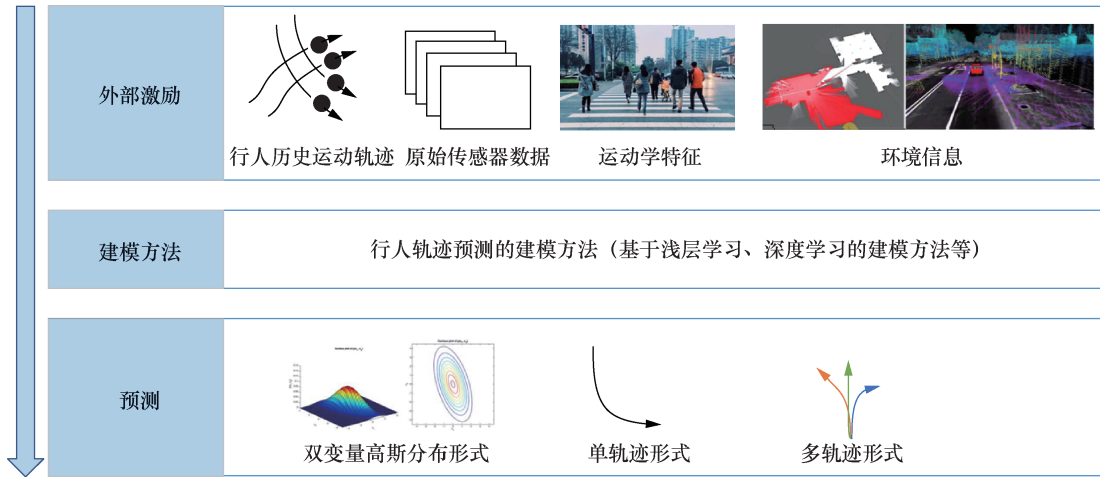 外部激励
行人历史运动轨迹
原始传感器数据
运动学特征
环境信息
建模方法
行人轨迹预测的建模方法（基于浅层学习、深度学习的建模方法等）
预测
双变量高斯分布形式
单轨迹形式
多轨迹形式